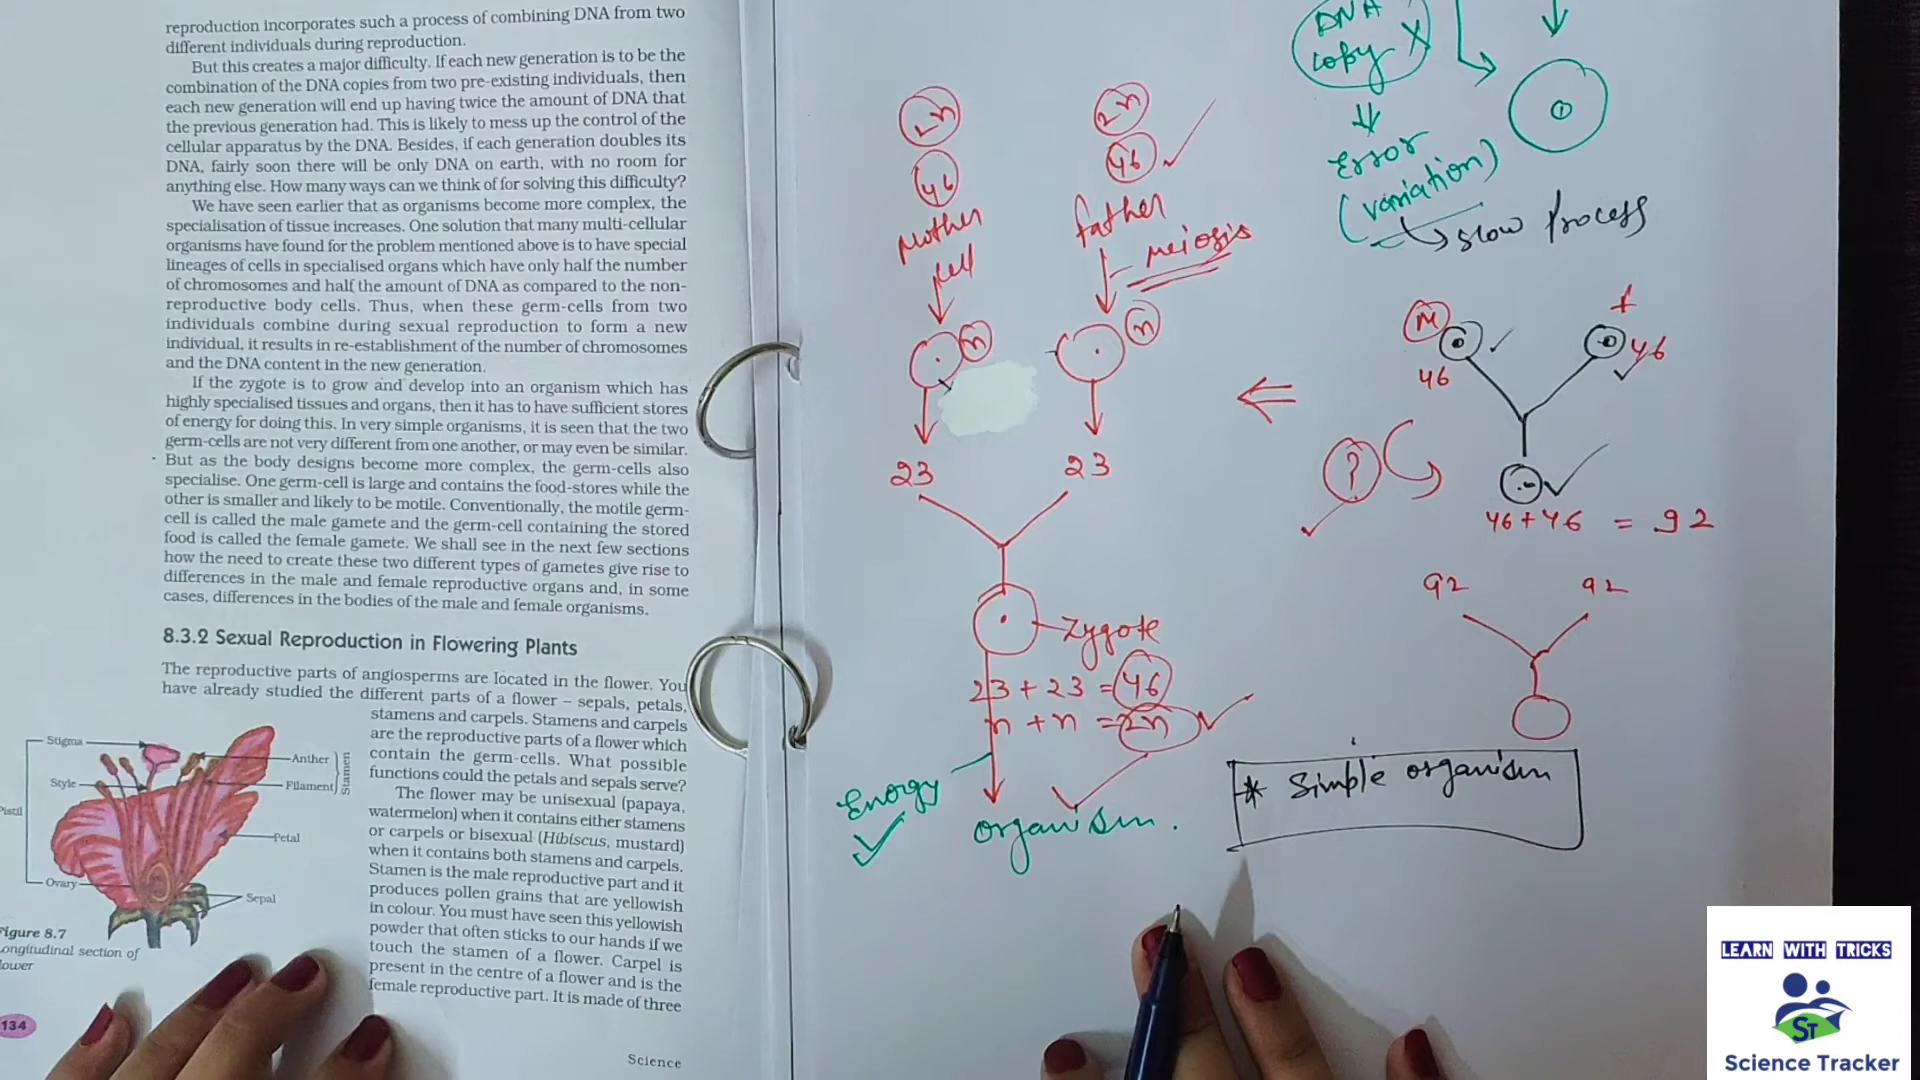 reproduction incorporates such a process of combining DNA from two
different individuals during reproduction.
But this creates a major difficulty. If each new generation is to be the
combination of the DNA copies from two pre-existing individuals, then
each new generation will end up having twice the amount of DNA that
the previous generation had. This is likely to mess up the control of the
cellular apparatus by the DNA. Besides, if each generation doubles its
DNA, fairly soon there will be only DNA on earth, with no room for
anything else. How many ways can we think of for solving this difficulty?
We have seen earlier that as organisms become more complex, the
specialisation of tissue increases. One solution that many multi-cellular
organisms have found for the problem mentioned above is to have special
lineages of cells in specialised organs which have only half the number
of chromosomes and half the amount of DNA as compared to the non-
reproductive body cells. Thus, when these germ-cells from two
individuals combine during sexual reproduction to form a new
individual, it results in re-establishment of the number of chromosomes
and the DNA content in the new generation.
If the zygote is to grow and develop into an organism which has
highly specialised tissues and organs, then it has to have sufficient stores
of energy for doing this. In very simple organisms, it is seen that the two
germ-cells are not very different from one another, or may even be similar.
But as the body designs become more complex, the germ-cells also
specialise. One germ-cell is large and contains the food-stores while the
other is smaller and likely to be motile. Conventionally, the motile germ-
cell is called the male gamete and the germ-cell containing the stored
food is called the female gamete. We shall see in the next few sections
how the need to create these two different types of gametes give rise to
differences in the male and female reproductive organs and, in some
cases, differences in the bodies of the male and female organisms.
8.3.2 Sexual Reproduction in Flowering Plants
The reproductive parts of angiosperms are located in the flower. You
have already studied the different parts of a flower – sepals, petals,
stamens and carpels. Stamens and carpels
are the reproductive parts of a flower which
contain the germ-cells. What possible
functions could the petals and sepals serve?
The flower may be unisexual (papaya,
watermelon) when it contains either stamens
or carpels or bisexual (Hibiscus, mustard)
when it contains both stamens and carpels.
Stamen is the male reproductive part and it
produces pollen grains that are yellowish
in colour. You must have seen this yellowish
powder that often sticks to our hands if we
touch the stamen of a flower. Carpel is
present in the centre of a flower and is the
female reproductive part. It is made of three
Stigma
Style
Pistil
Ovary
Anther
Filament
Stamen
Petal
Sepal
Figure 8.7
Longitudinal section of
flower
134
Science
2n
46
Mother
cell
n
23
2n
46
father
meiosis
n
23
Zygote
23 + 23 = 46
n + n = 2n
Energy
organism.
DNA
copy X
Error
(variation)
slow process
M
46
f
46
?
46 + 46 = 92
92
92
* Simple organism
LEARN WITH TRICKS
ST
Science Tracker